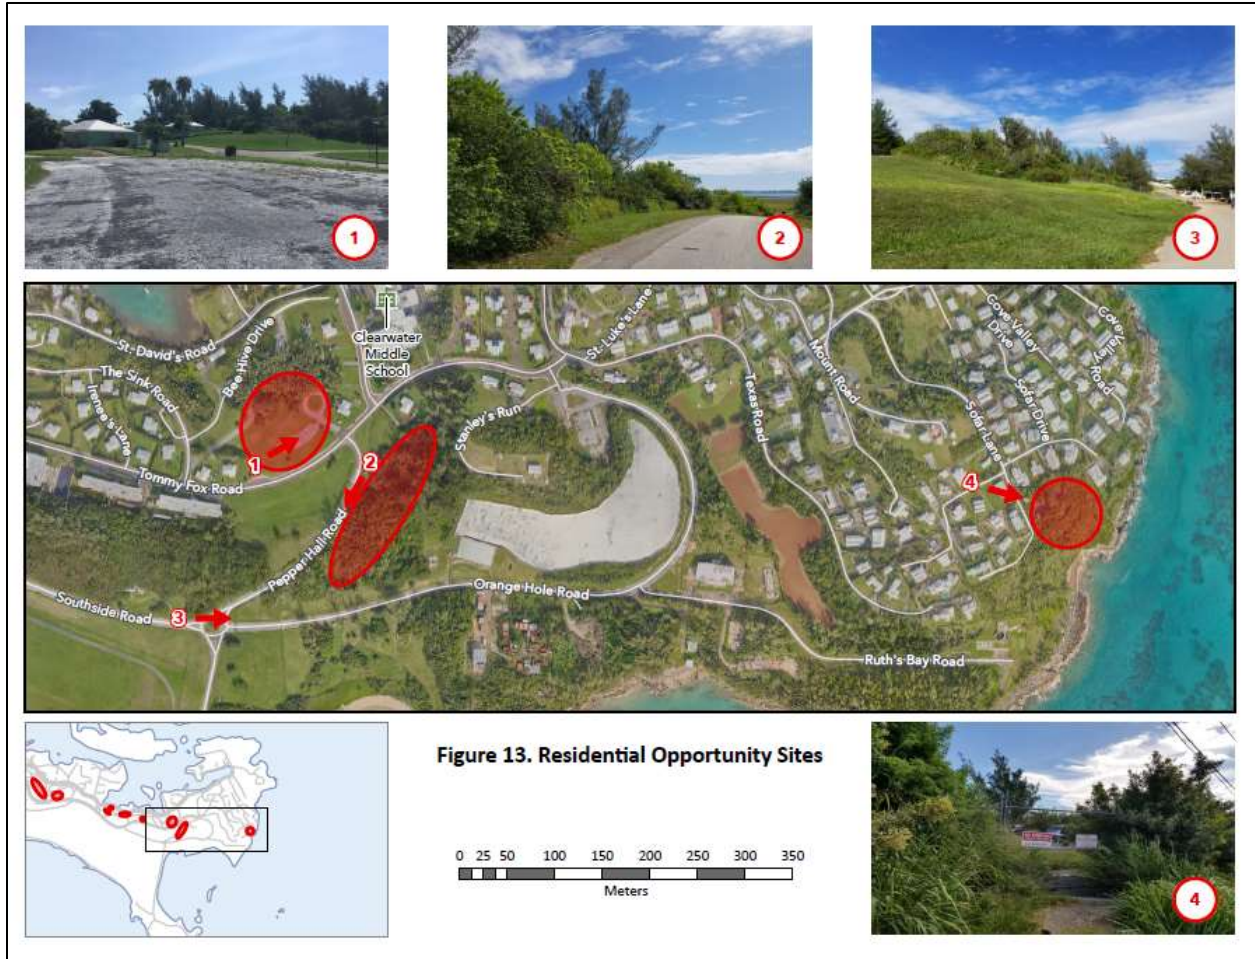 1
2
3
Clearwater
Middle
School
St. David's Road
Bee Hive Drive
The Sink Road
Irenee's Lane
Tommy Fox Road
1
2
Pepper Hall Road
Southside Road
3
Stanley's Run
St. Luke's Lane
Orange Hole Road
Texas Road
Mount Road
Cove Valley
Drive
Cove Valley
Road
Sofar Drive
Sofar Lane
4
Ruth's Bay Road
Figure 13. Residential Opportunity Sites
0 25 50 100 150 200 250 300 350
Meters
4